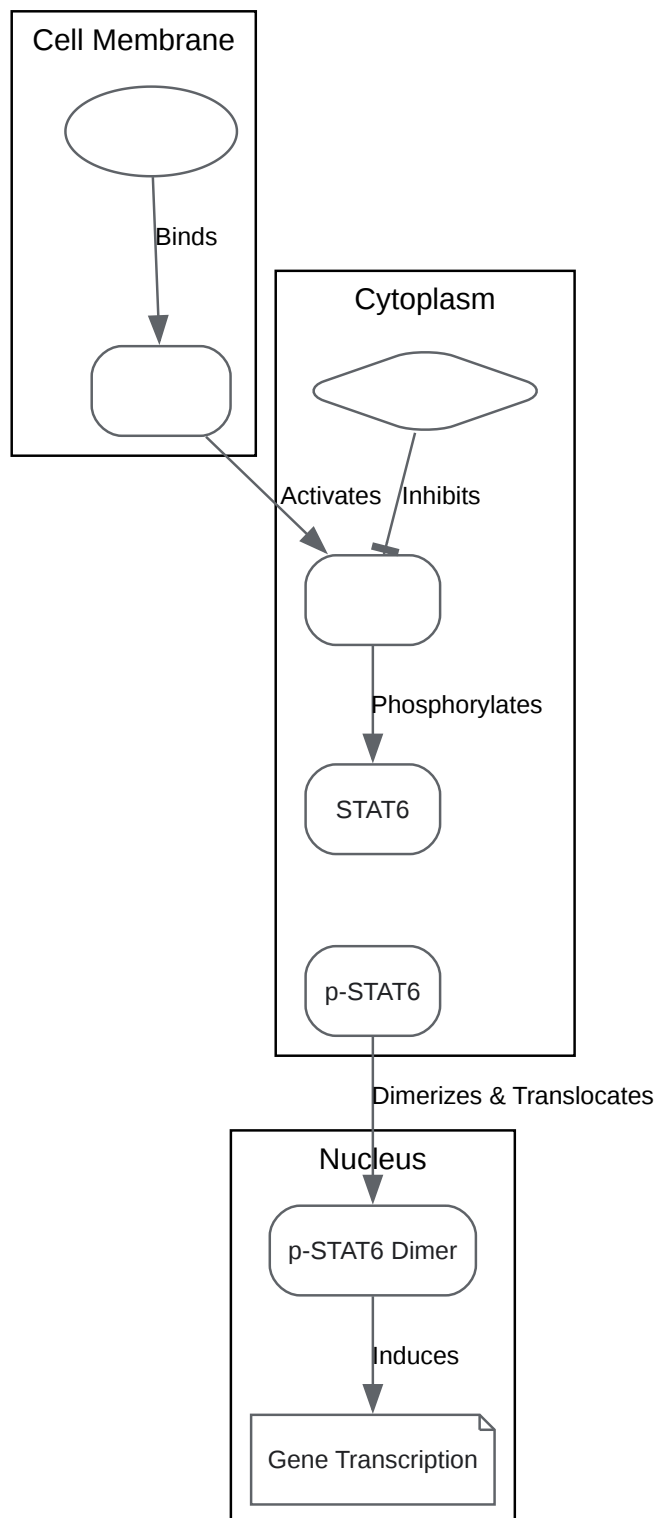 Cell Membrane
Binds
Cytoplasm
Activates
Inhibits
Phosphorylates
STAT6
p-STAT6
Dimerizes & Translocates
Nucleus
p-STAT6 Dimer
Induces
Gene Transcription